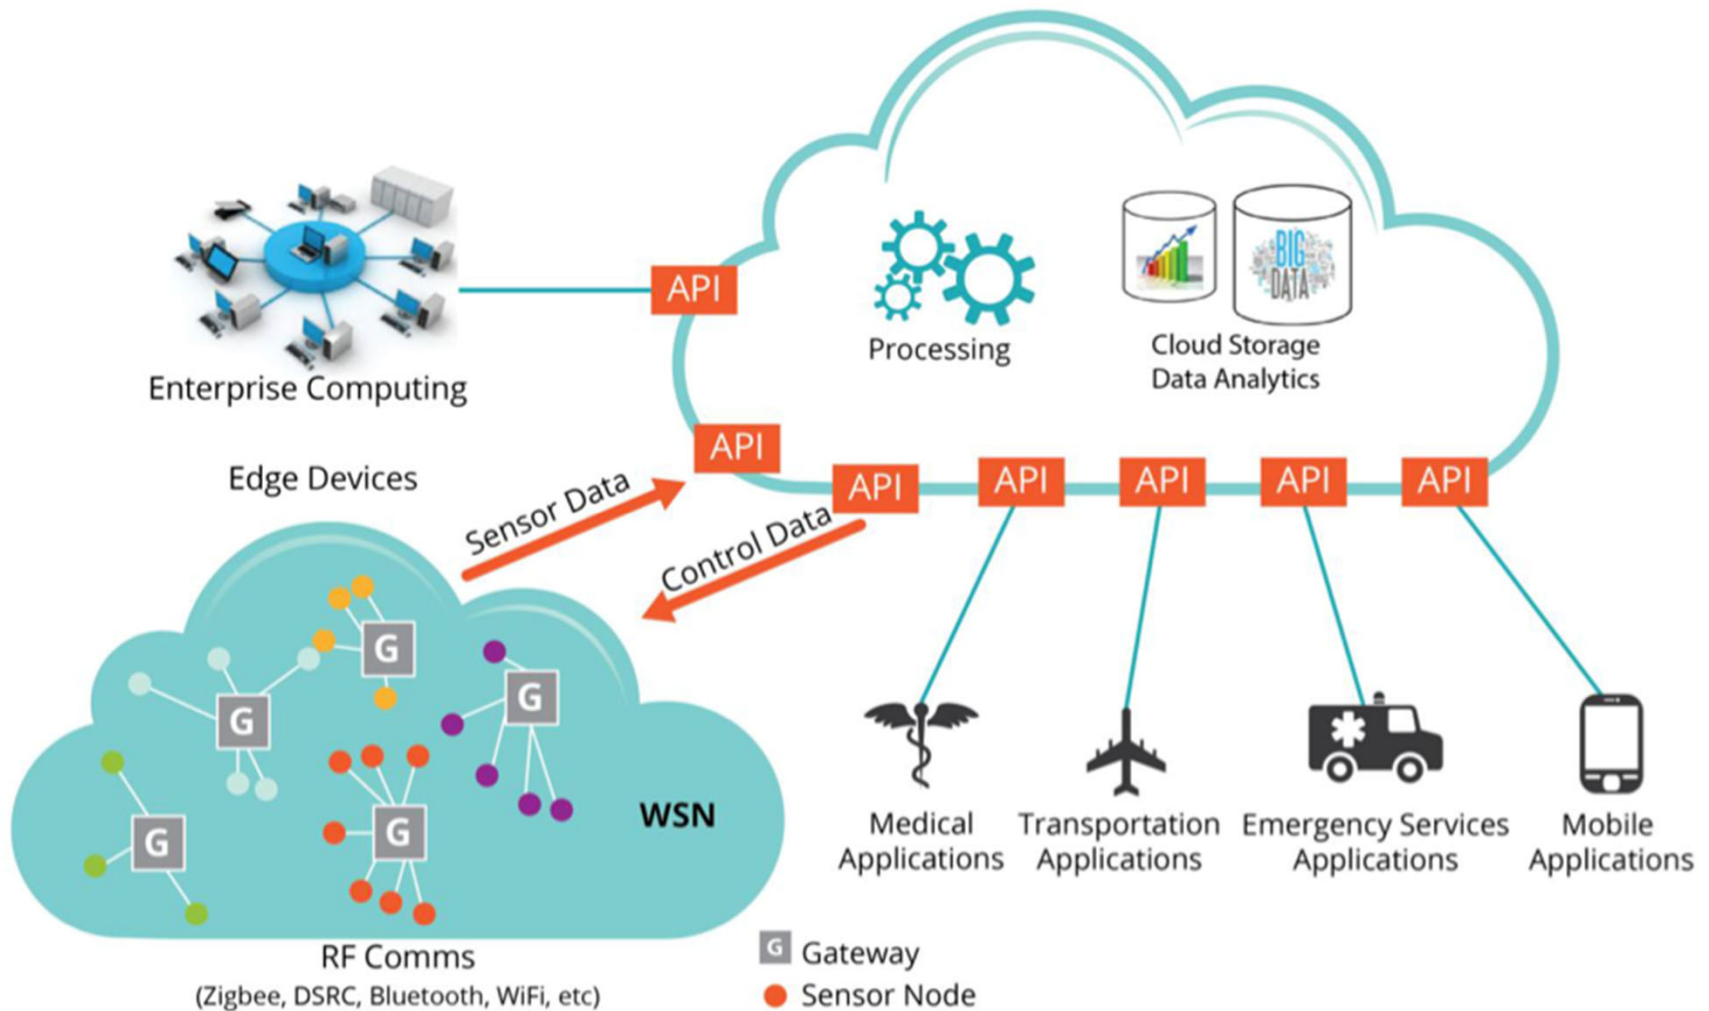 BIG
DATA
Processing
Cloud Storage
Data Analytics
API
Enterprise Computing
API
API
API
API
API
API
Edge Devices
Sensor Data
Control Data
G
G
G
G
G
WSN
Medical
Applications
Transportation
Applications
Emergency Services
Applications
Mobile
Applications
RF Comms
(Zigbee, DSRC, Bluetooth, WiFi, etc)
G Gateway
Sensor Node